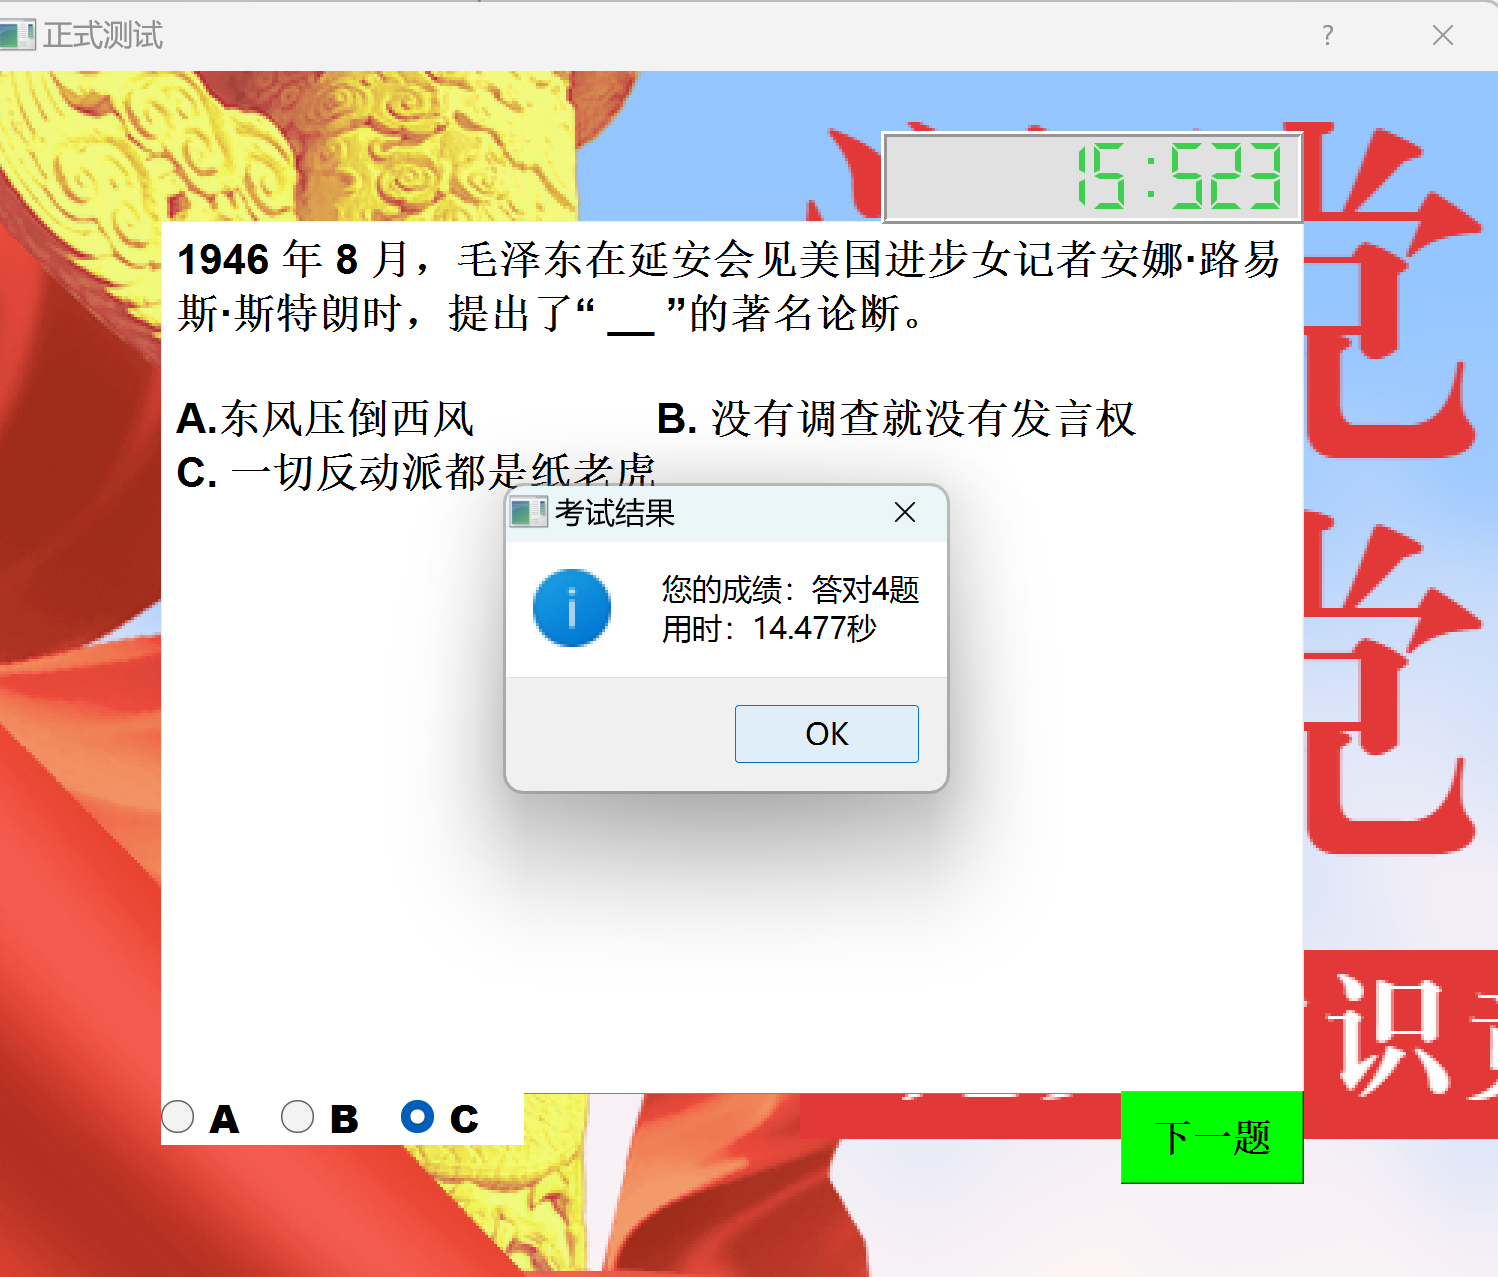 正式测试
?
15:523
1946 年 8 月，毛泽东在延安会见美国进步女记者安娜·路易
斯·斯特朗时，提出了“ __ ”的著名论断。
A.东风压倒西风 B. 没有调查就没有发言权
C. 一切反动派都是纸老虎
考试结果
您的成绩：答对4题
用时：14.477秒
OK
党
党
识
A B C
下一题